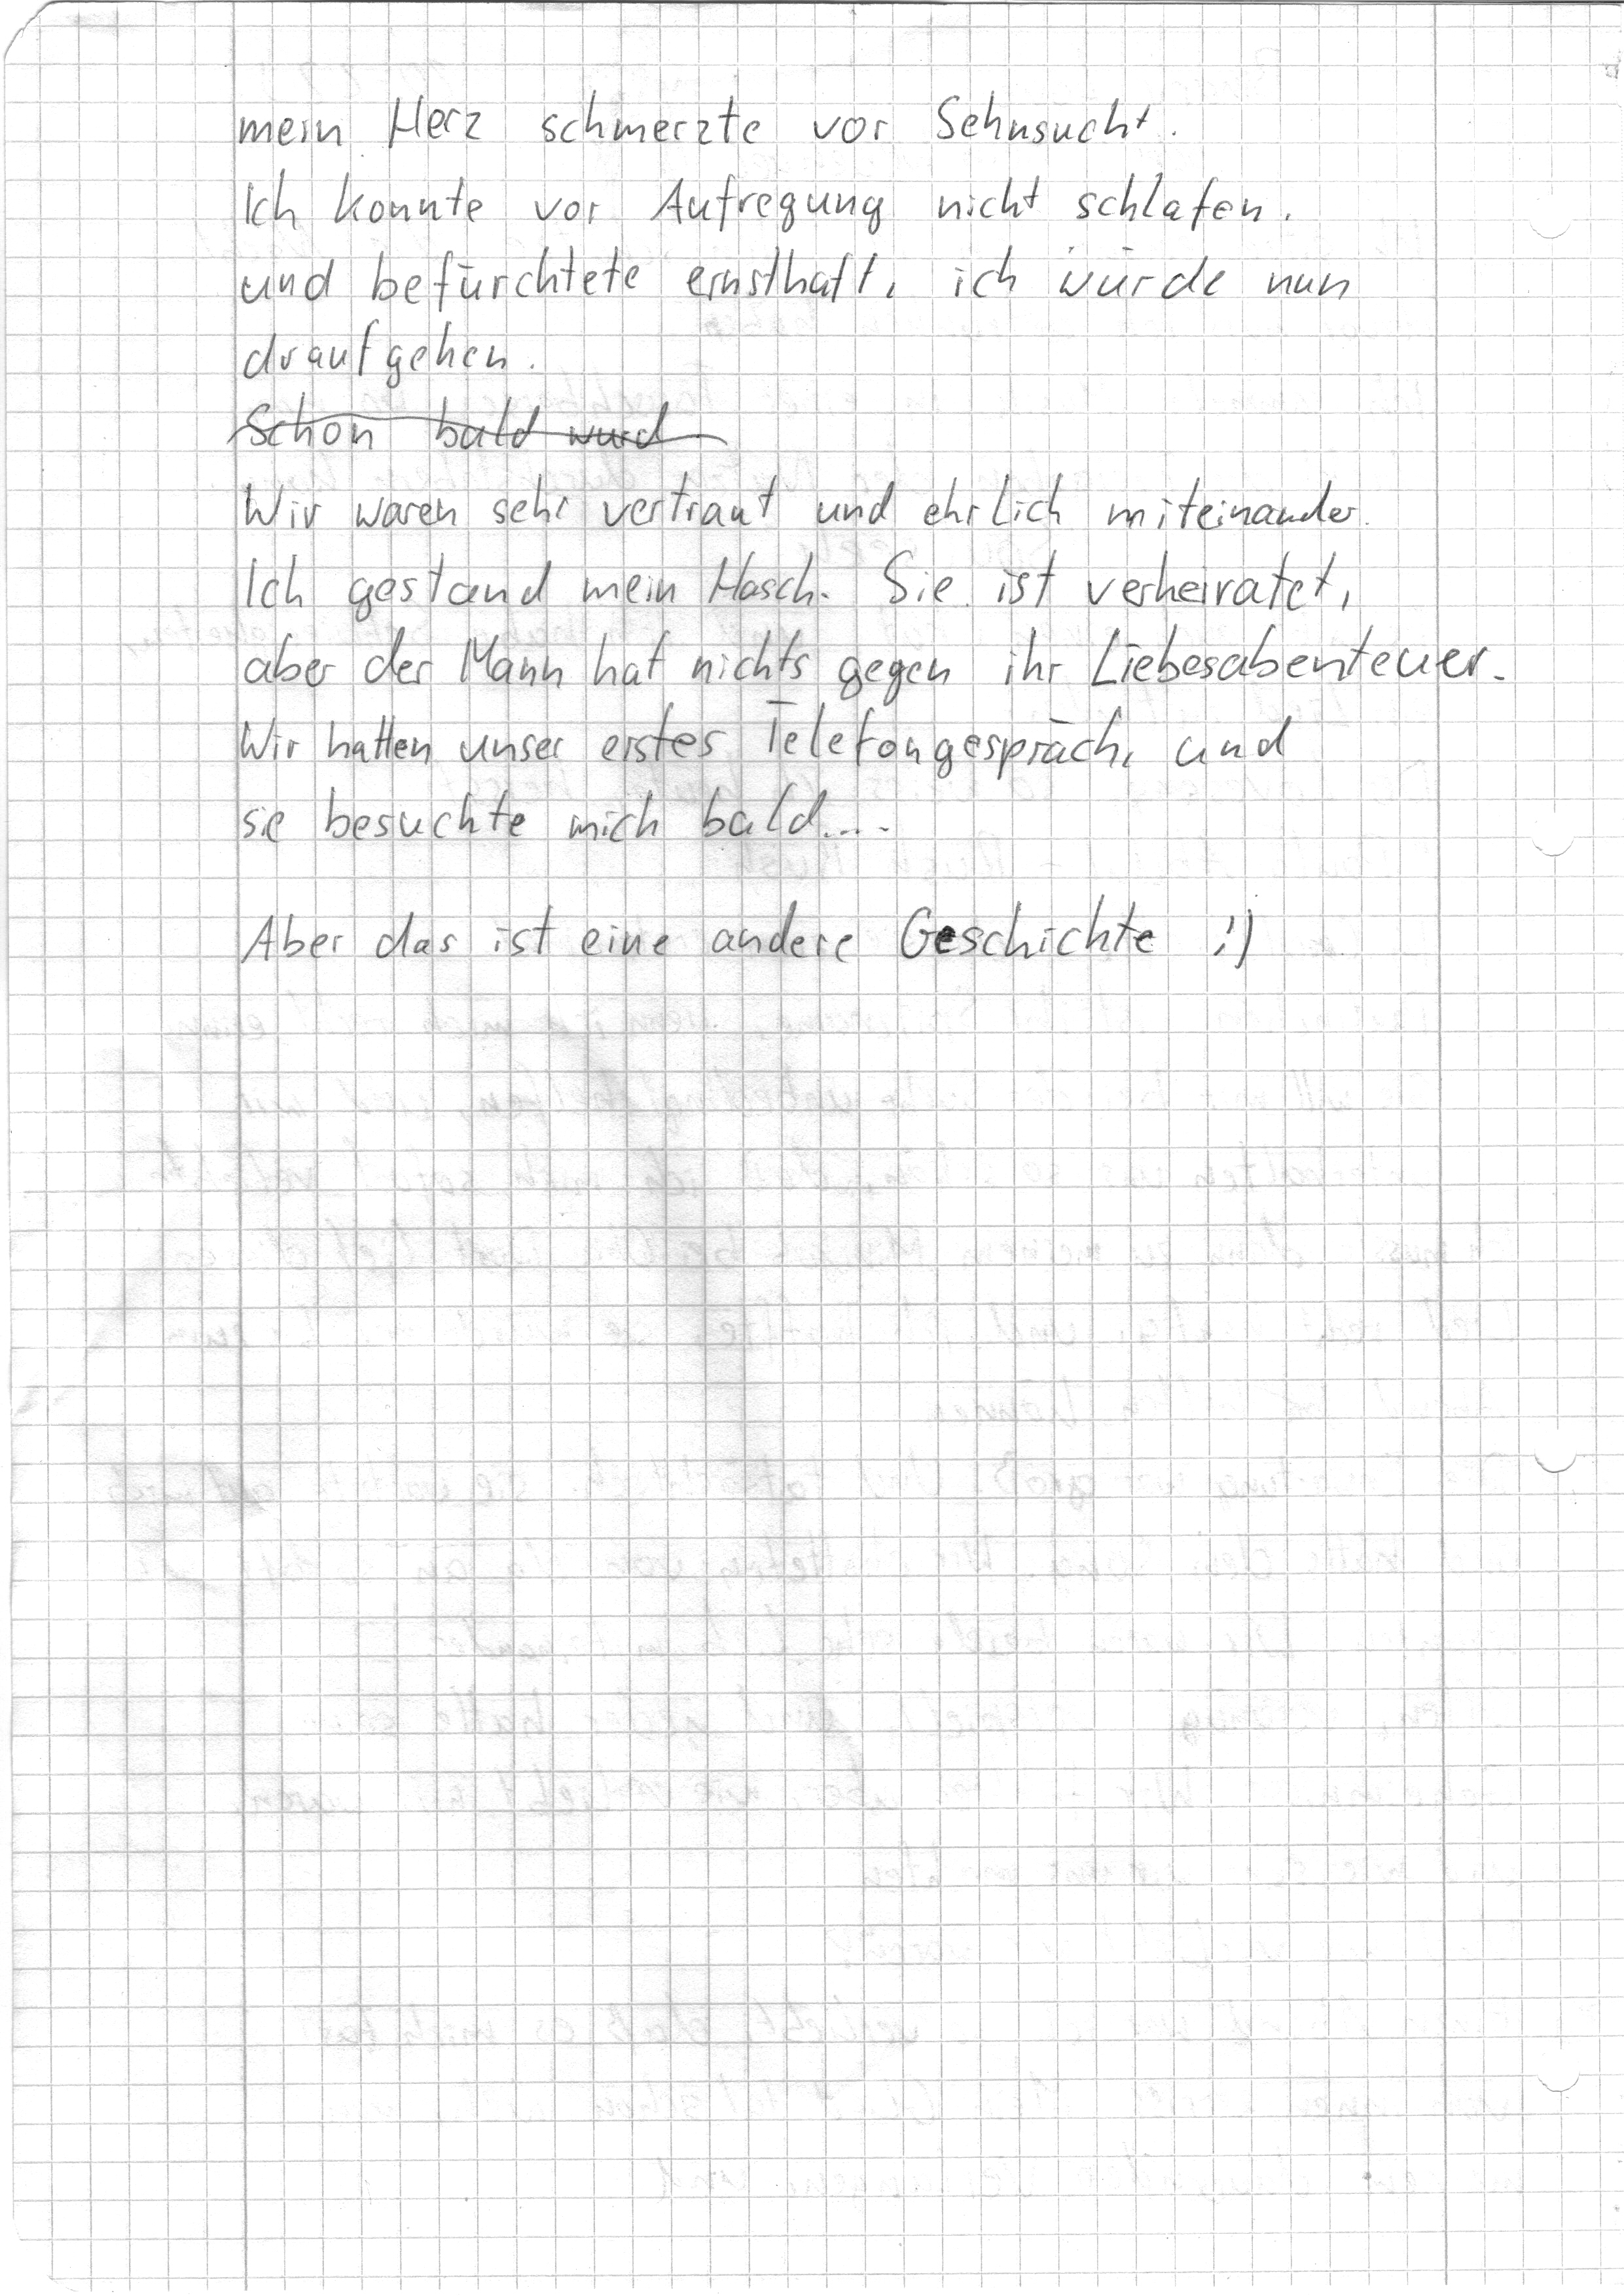 mein Herz schmerzte vor Sehnsucht.
Ich konnte vor Aufregung nicht schlafen.
und befürchtete ernsthaft, ich würde nun
draufgehen.
Schon bald wurd
Wir waren sehr vertraut und ehrlich miteinander.
Ich gestand mein Hasch. Sie ist verheiratet,
aber der Mann hat nichts gegen ihr Liebesabenteuer.
Wir hatten unser erstes Telefongespräch, und
sie besuchte mich bald....
Aber das ist eine andere Geschichte ;)